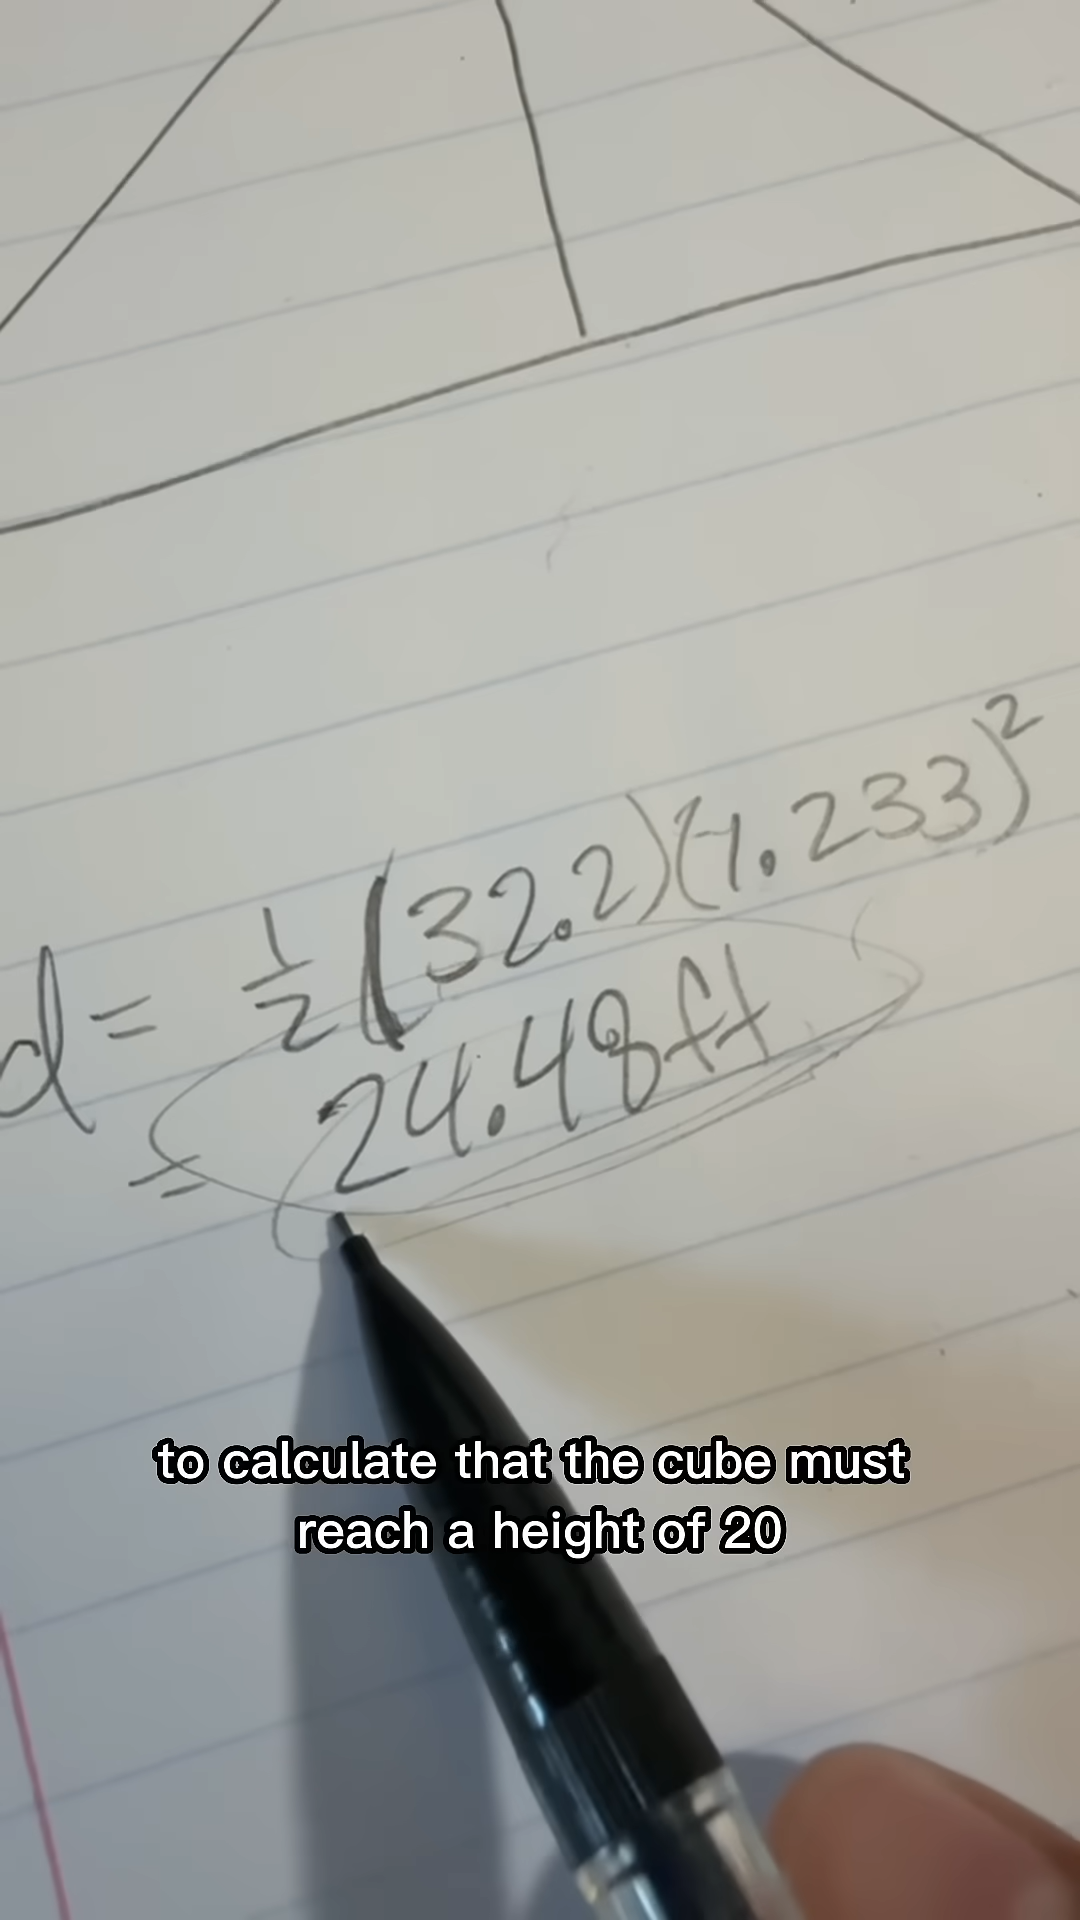 d = 1/2 (32.2)(1.233)²
= 24.48ft
to calculate that the cube must
reach a height of 20